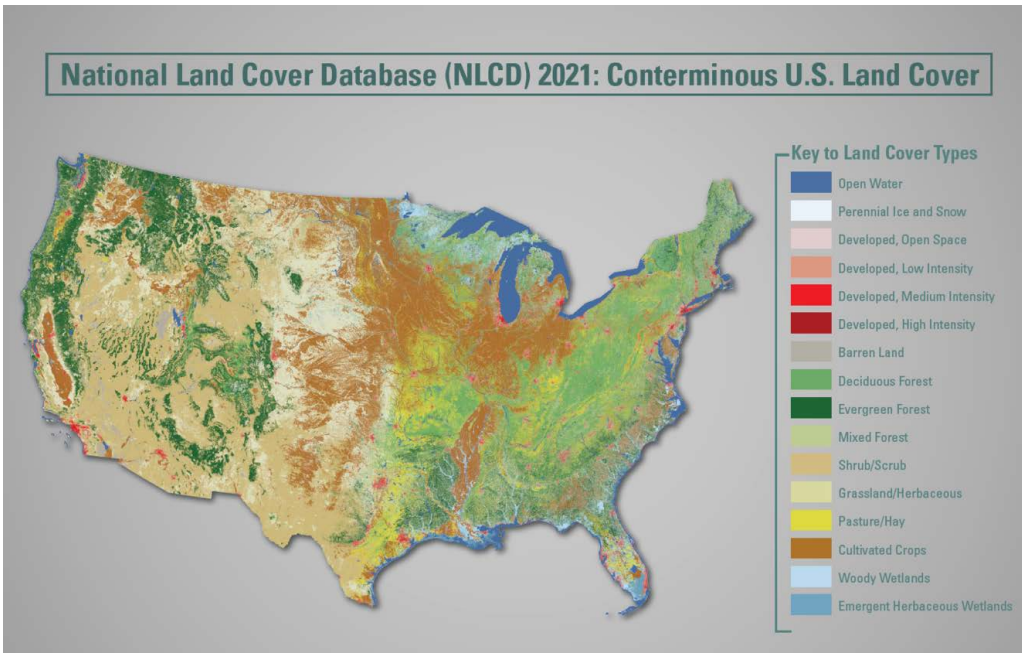 National Land Cover Database (NLCD) 2021: Conterminous U.S. Land Cover
Key to Land Cover Types
Open Water
Perennial Ice and Snow
Developed, Open Space
Developed, Low Intensity
Developed, Medium Intensity
Developed, High Intensity
Barren Land
Deciduous Forest
Evergreen Forest
Mixed Forest
Shrub/Scrub
Grassland/Herbaceous
Pasture/Hay
Cultivated Crops
Woody Wetlands
Emergent Herbaceous Wetlands